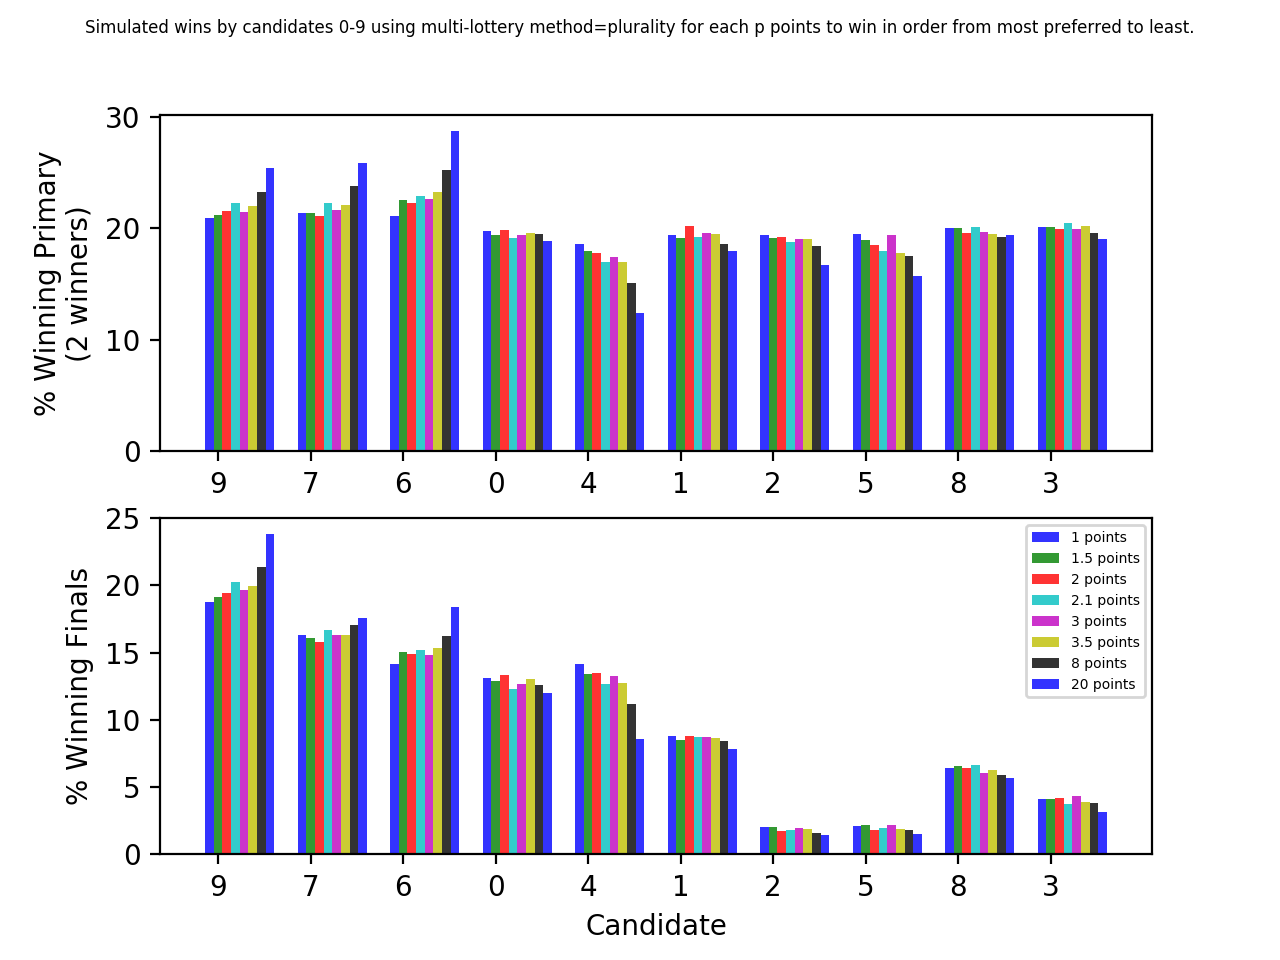 Simulated wins by candidates 0-9 using multi-lottery method=plurality for each p points to win in order from most preferred to least.
% Winning Primary
(2 winners)
30
20
10
0
9 7 6 0 4 1 2 5 8 3
% Winning Finals
25
20
15
10
5
0
1 points
1.5 points
2 points
2.1 points
3 points
3.5 points
8 points
20 points
9 7 6 0 4 1 2 5 8 3
Candidate